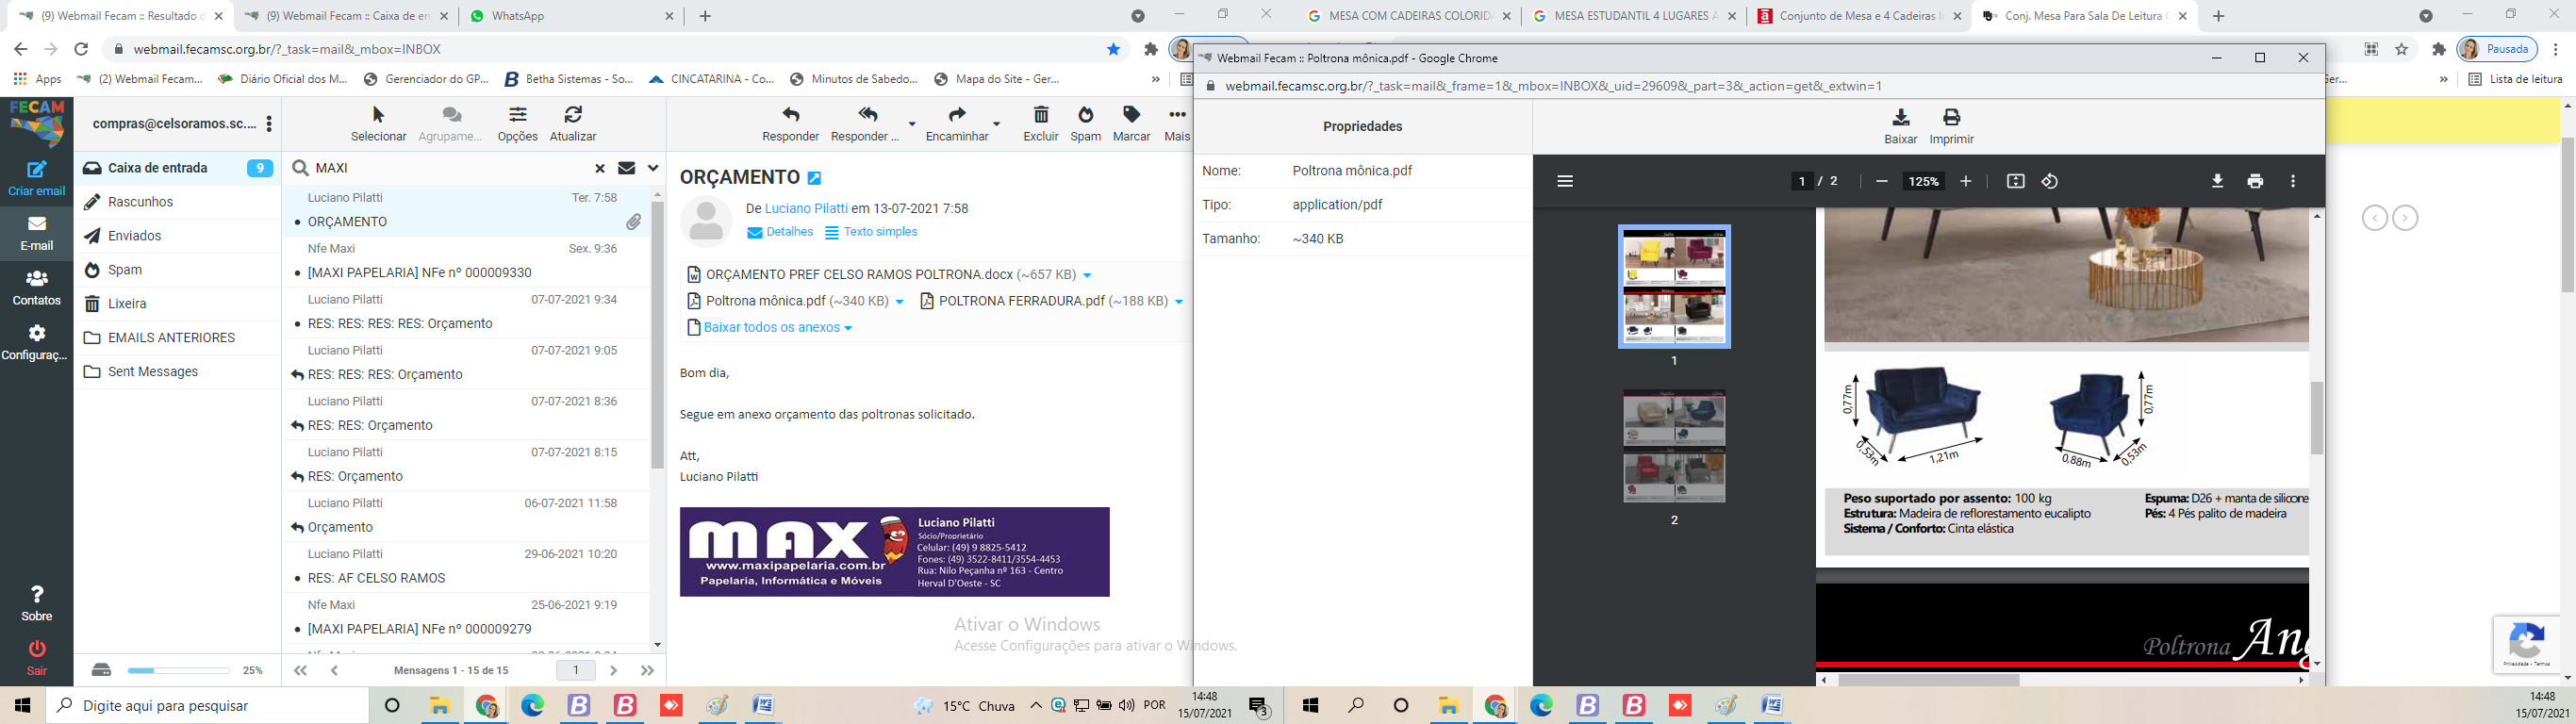 (9) Webmail Fecam :: Resultado d
(9) Webmail Fecam :: Caixa de en
WhatsApp
MESA COM CADEIRAS COLORID
MESA ESTUDANTIL 4 LUGARES A
Conjunto de Mesa e 4 Cadeiras I
Conj. Mesa Para Sala De Leitura C
webmail.fecamsc.org.br/?_task=mail&_mbox=INBOX
Pausada
Apps
(2) Webmail Fecam...
Diário Oficial dos M...
Gerenciador do GP...
Betha Sistemas - So...
CINCATARINA - Co...
Minutos de Sabedo...
Mapa do Site - Ger...
Ger...
Lista de leitura
Webmail Fecam :: Poltrona mônica.pdf - Google Chrome
webmail.fecamsc.org.br/?_task=mail&_frame=1&_mbox=INBOX&_uid=29609&_part=3&_action=get&_extwin=1
FECAM
Criar email
E-mail
Contatos
Configuraç...
Sobre
Sair
compras@celsoramos.sc....
Caixa de entrada 9
Rascunhos
Enviados
Spam
Lixeira
EMAILS ANTERIORES
Sent Messages
25%
Selecionar
Agrupame...
Opções
Atualizar
MAXI
Luciano Pilatti Ter. 7:58
ORÇAMENTO
Nfe Maxi Sex. 9:36
[MAXI PAPELARIA] NFe nº 000009330
Luciano Pilatti 07-07-2021 9:34
RES: RES: RES: RES: Orçamento
Luciano Pilatti 07-07-2021 9:05
RES: RES: RES: Orçamento
Luciano Pilatti 07-07-2021 8:36
RES: RES: Orçamento
Luciano Pilatti 07-07-2021 8:15
RES: Orçamento
Luciano Pilatti 06-07-2021 11:58
Orçamento
Luciano Pilatti 29-06-2021 10:20
RES: AF CELSO RAMOS
Nfe Maxi 25-06-2021 9:19
[MAXI PAPELARIA] NFe nº 000009279
Mensagens 1 - 15 de 15
1
Responder
Responder ...
Encaminhar
Excluir
Spam
Marcar
Mais
ORÇAMENTO
De Luciano Pilatti em 13-07-2021 7:58
Detalhes
Texto simples
ORÇAMENTO PREF CELSO RAMOS POLTRONA.docx (~657 KB)
Poltrona mônica.pdf (~340 KB)
POLTRONA FERRADURA.pdf (~188 KB)
Baixar todos os anexos
Bom dia,
Segue em anexo orçamento das poltronas solicitado.
Att,
Luciano Pilatti
max
www.maxipapelaria.com.br
Papelaria, Informática e Móveis
Luciano Pilatti
Sócio/Proprietário
Celular: (49) 9 8825-5412
Fones: (49) 3522-8411/3554-4453
Rua: Nilo Peçanha nº 163 - Centro
Herval D'Oeste - SC
Ativar o Windows
Acesse Configurações para ativar o Windows.
Propriedades
Nome: Poltrona mônica.pdf
Tipo: application/pdf
Tamanho: ~340 KB
Baixar
Imprimir
1 / 2
125%
1
2
0,77m
0,53m
1,21m
0,77m
0,88m
0,53m
Peso suportado por assento: 100 kg
Estrutura: Madeira de reflorestamento eucalipto
Sistema / Conforto: Cinta elástica
Espuma: D26 + manta de silicone
Pés: 4 Pés palito de madeira
Poltrona Ang
Privacidade - Termos
Digite aqui para pesquisar
15°C Chuva
POR
14:48
15/07/2021
3
14:48
15/07/2021